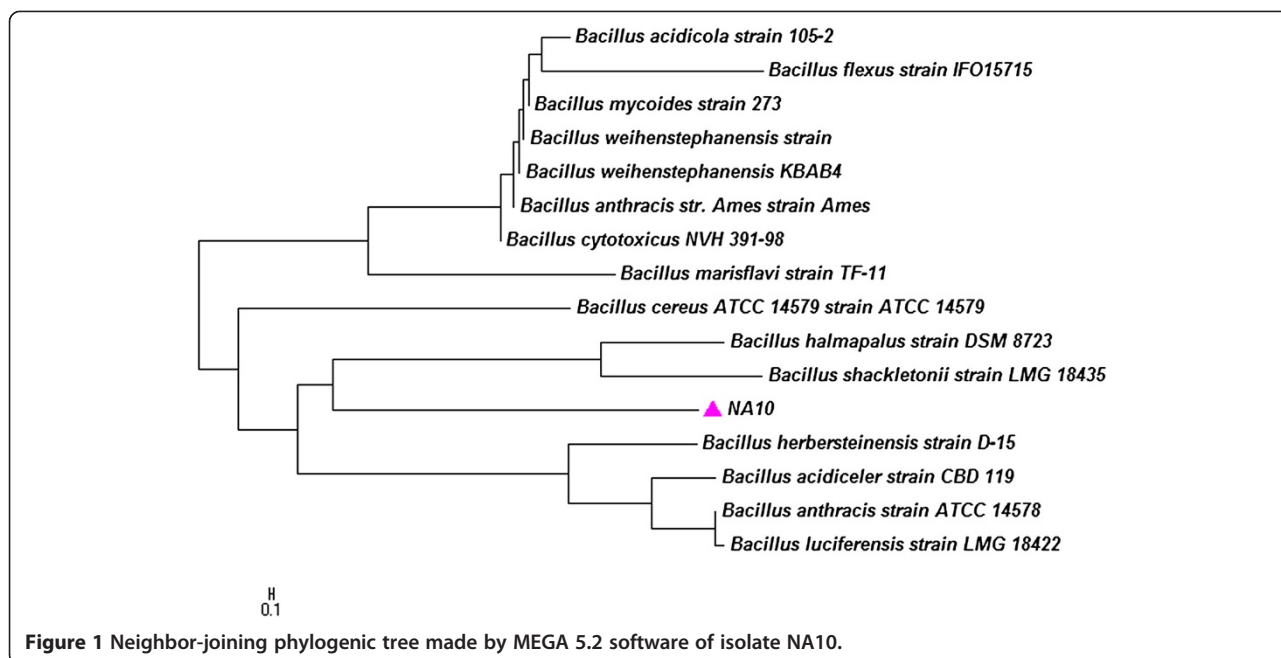 Bacillus acidicola strain 105-2
Bacillus flexus strain IFO15715
Bacillus mycoides strain 273
Bacillus weihenstephanensis strain
Bacillus weihenstephanensis KBAB4
Bacillus anthracis str. Ames strain Ames
Bacillus cytotoxicus NVH 391-98
Bacillus marisflavi strain TF-11
Bacillus cereus ATCC 14579 strain ATCC 14579
Bacillus halmapalus strain DSM 8723
Bacillus shackletonii strain LMG 18435
NA10
Bacillus herbersteinensis strain D-15
Bacillus acidiceler strain CBD 119
Bacillus anthracis strain ATCC 14578
Bacillus luciferensis strain LMG 18422
0.1
Figure 1 Neighbor-joining phylogenic tree made by MEGA 5.2 software of isolate NA10.